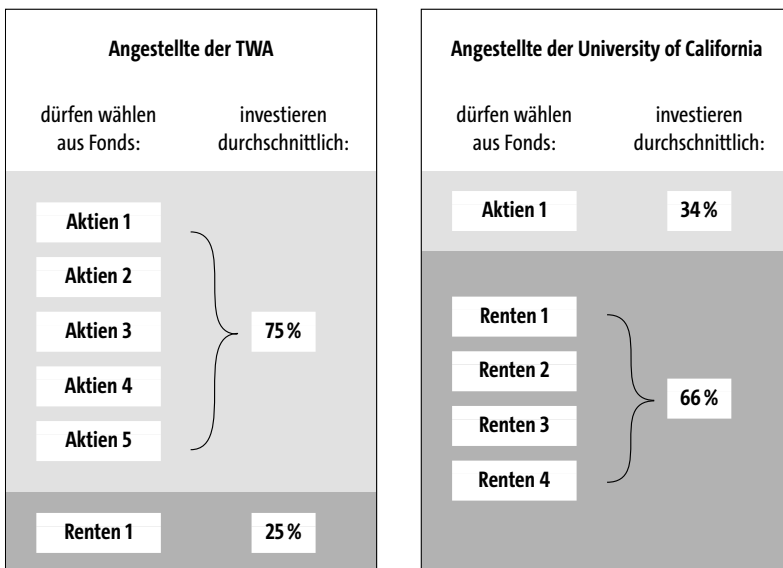 Angestellte der TWA
dürfen wählen
aus Fonds:
investieren
durchschnittlich:
Aktien 1
Aktien 2
Aktien 3
Aktien 4
Aktien 5
75 %
Renten 1
25 %
Angestellte der University of California
dürfen wählen
aus Fonds:
investieren
durchschnittlich:
Aktien 1
34 %
Renten 1
Renten 2
Renten 3
Renten 4
66 %